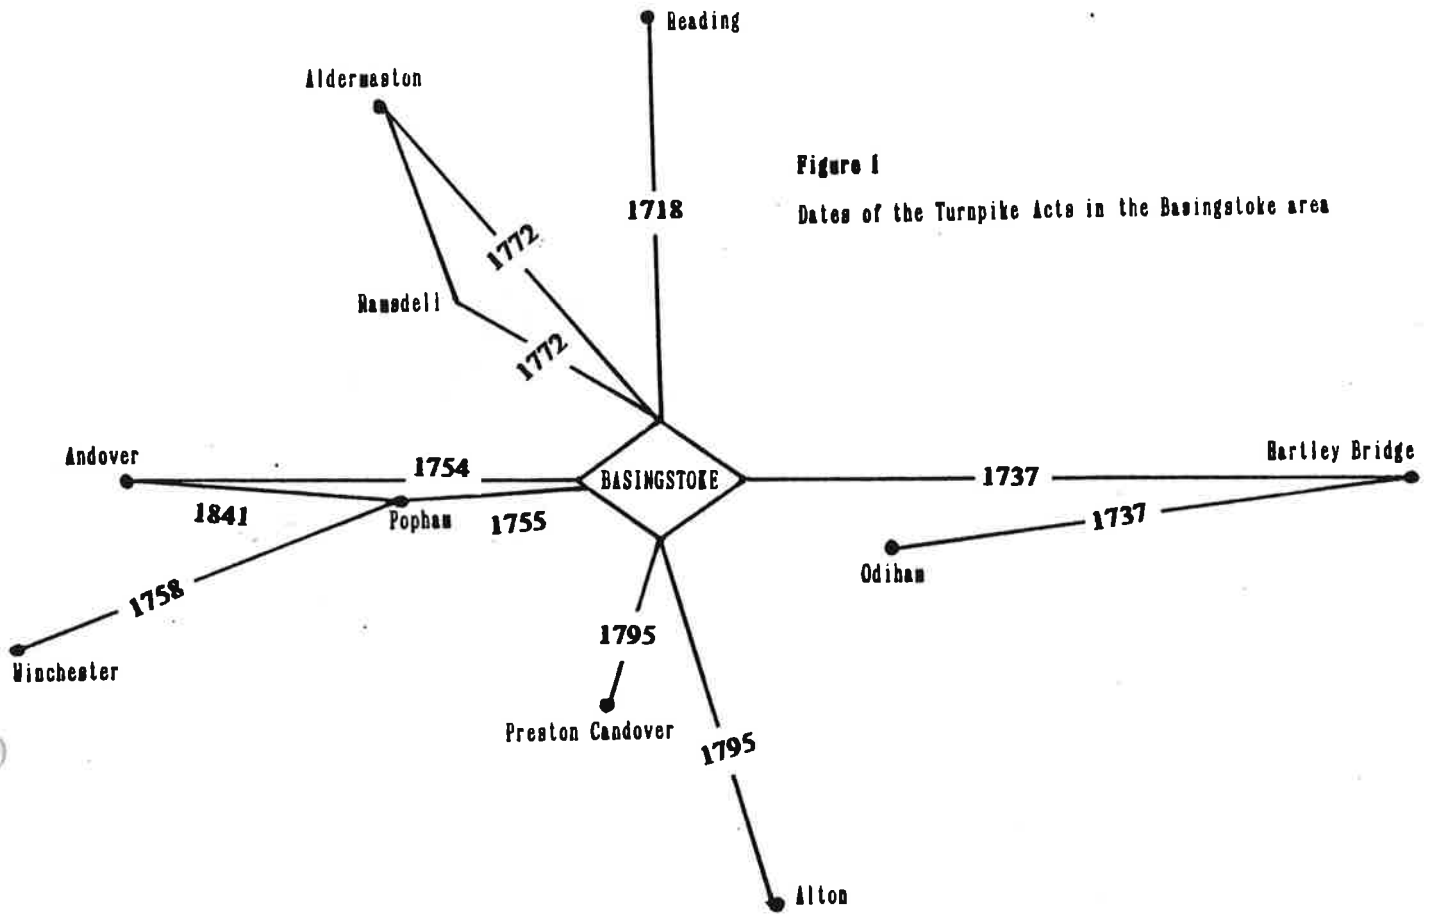 Reading
Aldermaston
Figure 1
Dates of the Turnpike Acts in the Basingstoke area
1718
1772
Ramsdell
1772
Andover
1754
BASINGSTOKE
1737
Hartley Bridge
1841
Popham
1755
1737
Odiham
1758
Winchester
1795
Preston Candover
1795
Alton